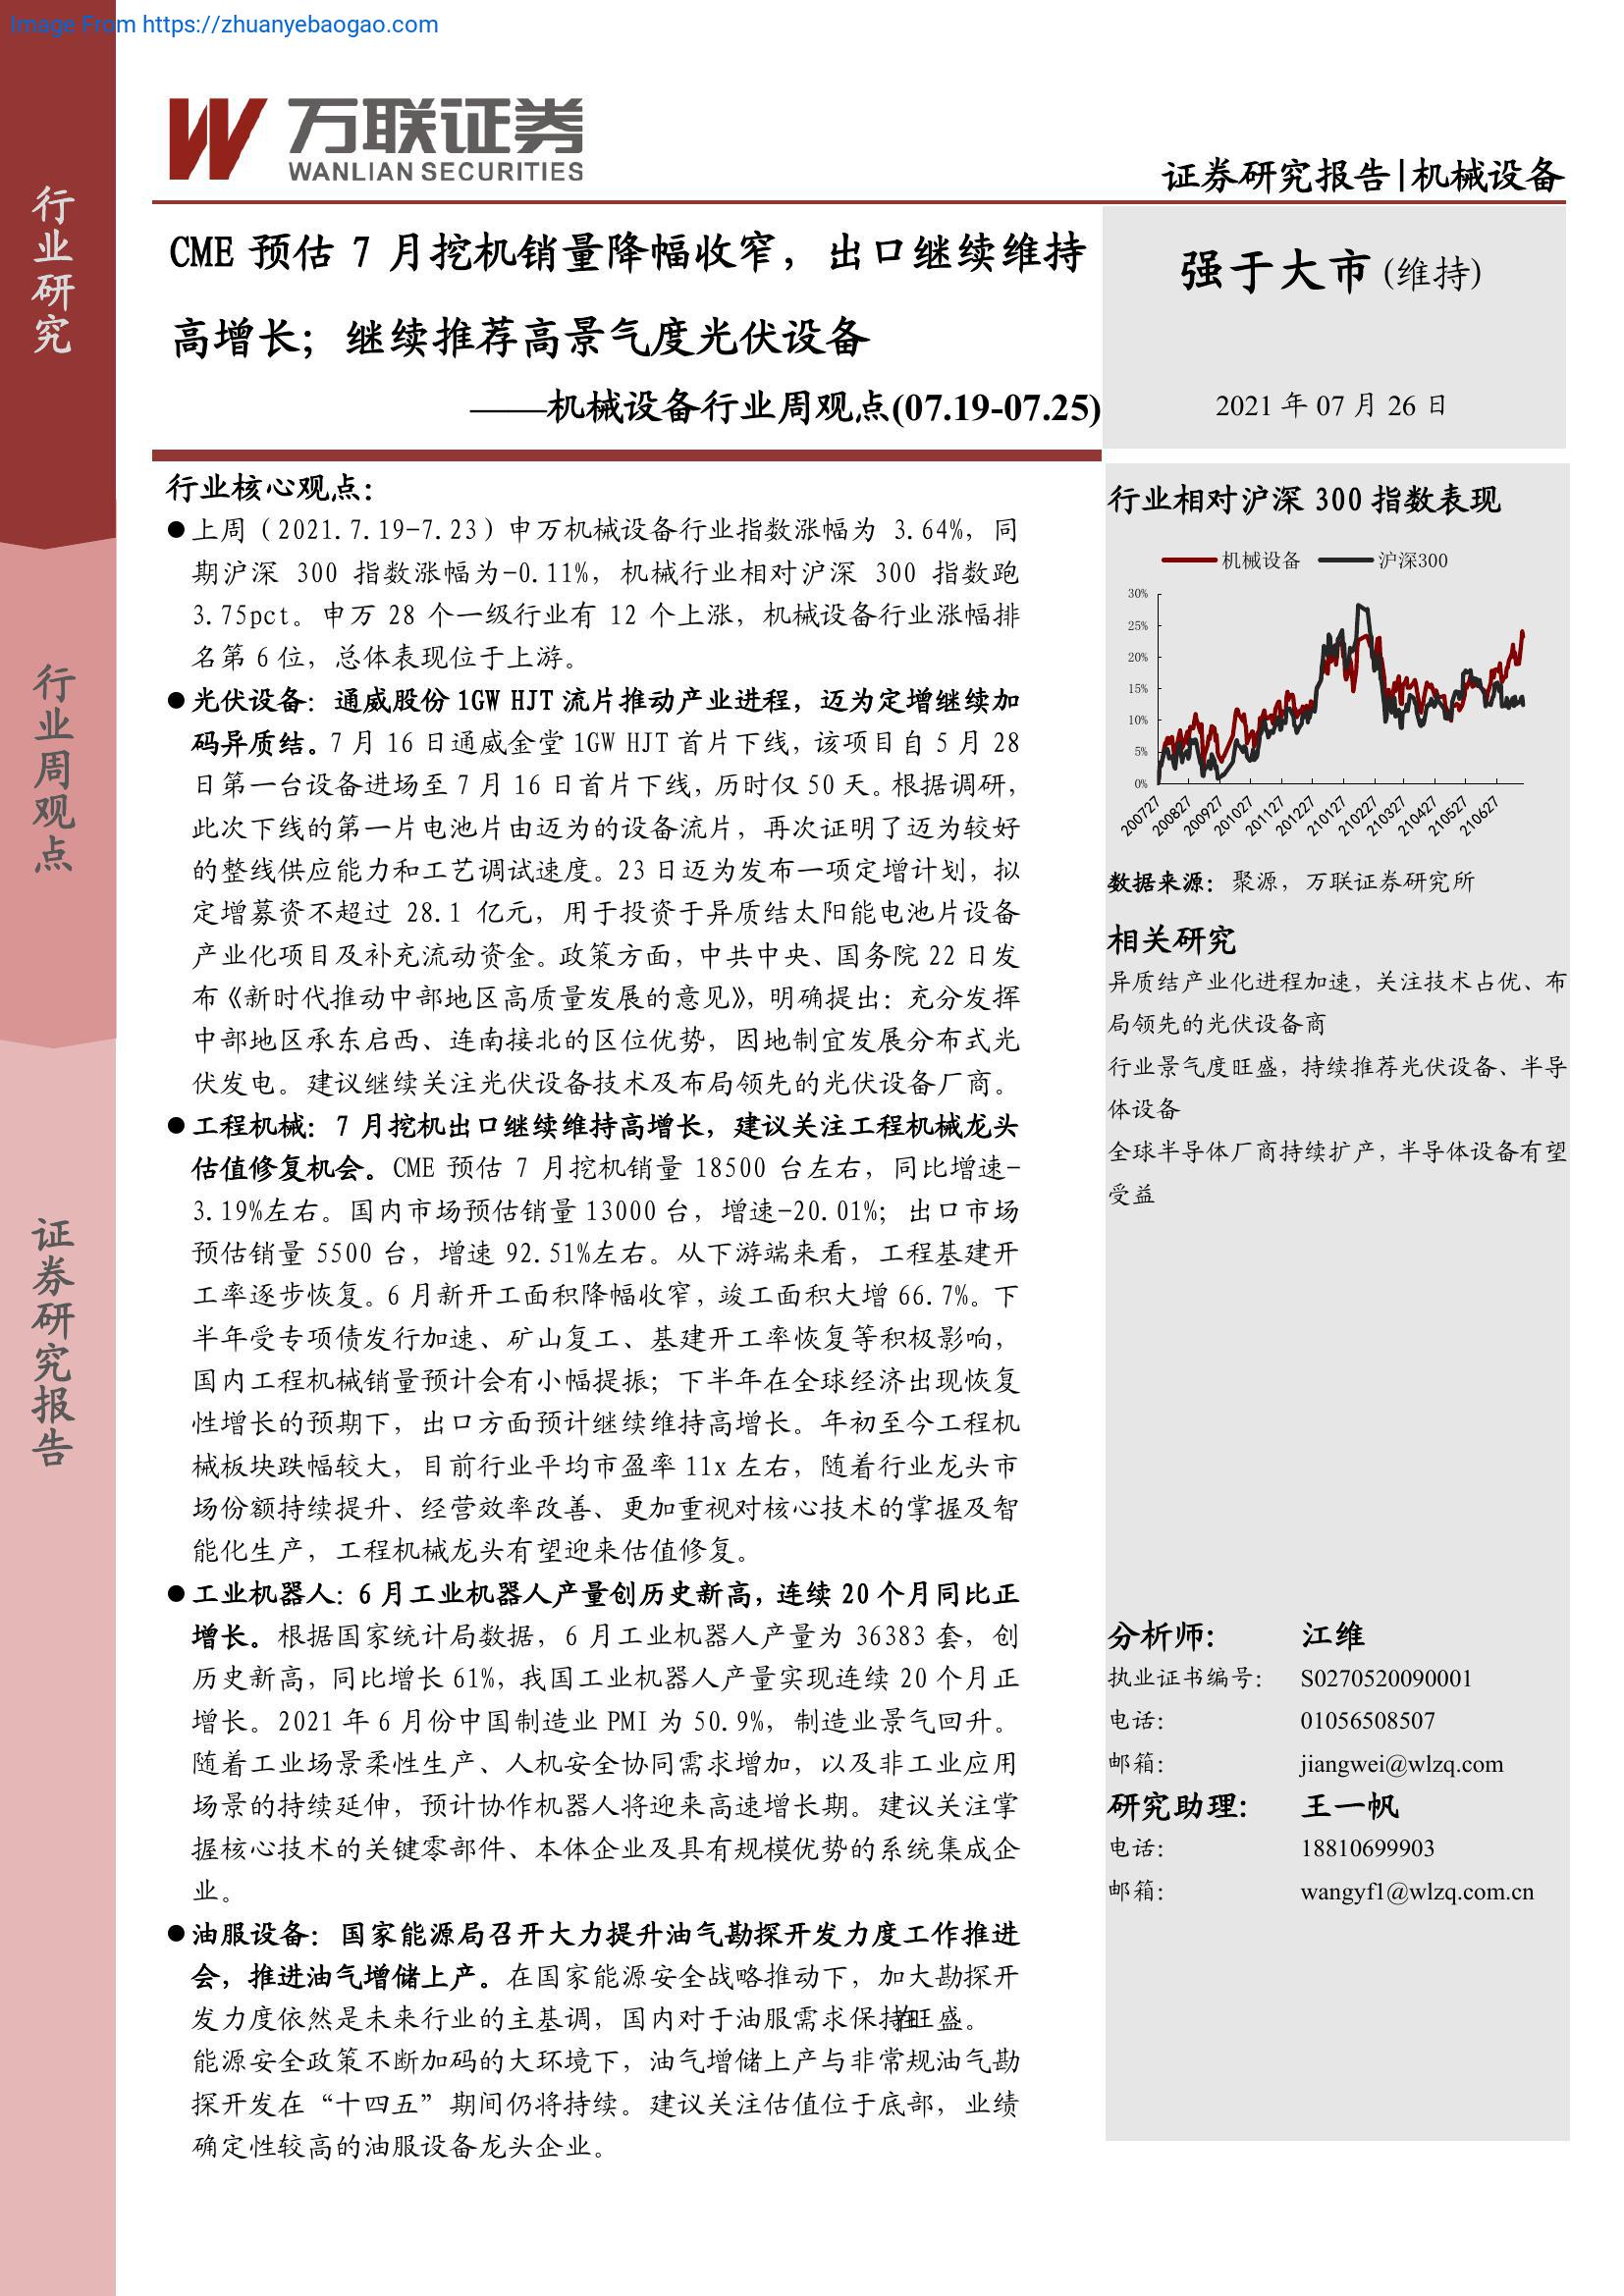 Image From https://zhuanyebaogao.com
万联证券
WANLIAN SECURITIES
证券研究报告|机械设备
行业研究
行业周观点
证券研究报告
CME 预估 7 月挖机销量降幅收窄，出口继续维持
高增长；继续推荐高景气度光伏设备
——机械设备行业周观点(07.19-07.25)
强于大市(维持)
2021 年 07 月 26 日
行业核心观点：
●上周（2021.7.19-7.23）申万机械设备行业指数涨幅为 3.64%，同
期沪深 300 指数涨幅为-0.11%，机械行业相对沪深 300 指数跑
3.75pct。申万 28 个一级行业有 12 个上涨，机械设备行业涨幅排
名第 6 位，总体表现位于上游。
●光伏设备：通威股份 1GW HJT 流片推动产业进程，迈为定增继续加
码异质结。7 月 16 日通威金堂 1GW HJT 首片下线，该项目自 5 月 28
日第一台设备进场至 7 月 16 日首片下线，历时仅 50 天。根据调研，
此次下线的第一片电池片由迈为的设备流片，再次证明了迈为较好
的整线供应能力和工艺调试速度。23 日迈为发布一项定增计划，拟
定增募资不超过 28.1 亿元，用于投资于异质结太阳能电池片设备
产业化项目及补充流动资金。政策方面，中共中央、国务院 22 日发
布《新时代推动中部地区高质量发展的意见》，明确提出：充分发挥
中部地区承东启西、连南接北的区位优势，因地制宜发展分布式光
伏发电。建议继续关注光伏设备技术及布局领先的光伏设备厂商。
●工程机械：7 月挖机出口继续维持高增长，建议关注工程机械龙头
估值修复机会。CME 预估 7 月挖机销量 18500 台左右，同比增速-
3.19%左右。国内市场预估销量 13000 台，增速-20.01%；出口市场
预估销量 5500 台，增速 92.51%左右。从下游端来看，工程基建开
工率逐步恢复。6 月新开工面积降幅收窄，竣工面积大增 66.7%。下
半年受专项债发行加速、矿山复工、基建开工率恢复等积极影响，
国内工程机械销量预计会有小幅提振；下半年在全球经济出现恢复
性增长的预期下，出口方面预计继续维持高增长。年初至今工程机
械板块跌幅较大，目前行业平均市盈率 11x 左右，随着行业龙头市
场份额持续提升、经营效率改善、更加重视对核心技术的掌握及智
能化生产，工程机械龙头有望迎来估值修复。
●工业机器人：6 月工业机器人产量创历史新高，连续 20 个月同比正
增长。根据国家统计局数据，6 月工业机器人产量为 36383 套，创
历史新高，同比增长 61%，我国工业机器人产量实现连续 20 个月正
增长。2021 年 6 月份中国制造业 PMI 为 50.9%，制造业景气回升。
随着工业场景柔性生产、人机安全协同需求增加，以及非工业应用
场景的持续延伸，预计协作机器人将迎来高速增长期。建议关注掌
握核心技术的关键零部件、本体企业及具有规模优势的系统集成企
业。
●油服设备：国家能源局召开大力提升油气勘探开发力度工作推进
会，推进油气增储上产。在国家能源安全战略推动下，加大勘探开
发力度依然是未来行业的主基调，国内对于油服需求保持旺盛。在
能源安全政策不断加码的大环境下，油气增储上产与非常规油气勘
探开发在“十四五”期间仍将持续。建议关注估值位于底部，业绩
确定性较高的油服设备龙头企业。
行业相对沪深 300 指数表现
机械设备 沪深300
30%
25%
20%
15%
10%
5%
0%
200727 200827 200927 201027 201127 201227 210127 210227 210327 210427 210527 210627
数据来源：聚源，万联证券研究所
相关研究
异质结产业化进程加速，关注技术占优、布
局领先的光伏设备商
行业景气度旺盛，持续推荐光伏设备、半导
体设备
全球半导体厂商持续扩产，半导体设备有望
受益
分析师： 江维
执业证书编号： S0270520090001
电话： 01056508507
邮箱： jiangwei@wlzq.com
研究助理： 王一帆
电话： 18810699903
邮箱： wangyf1@wlzq.com.cn